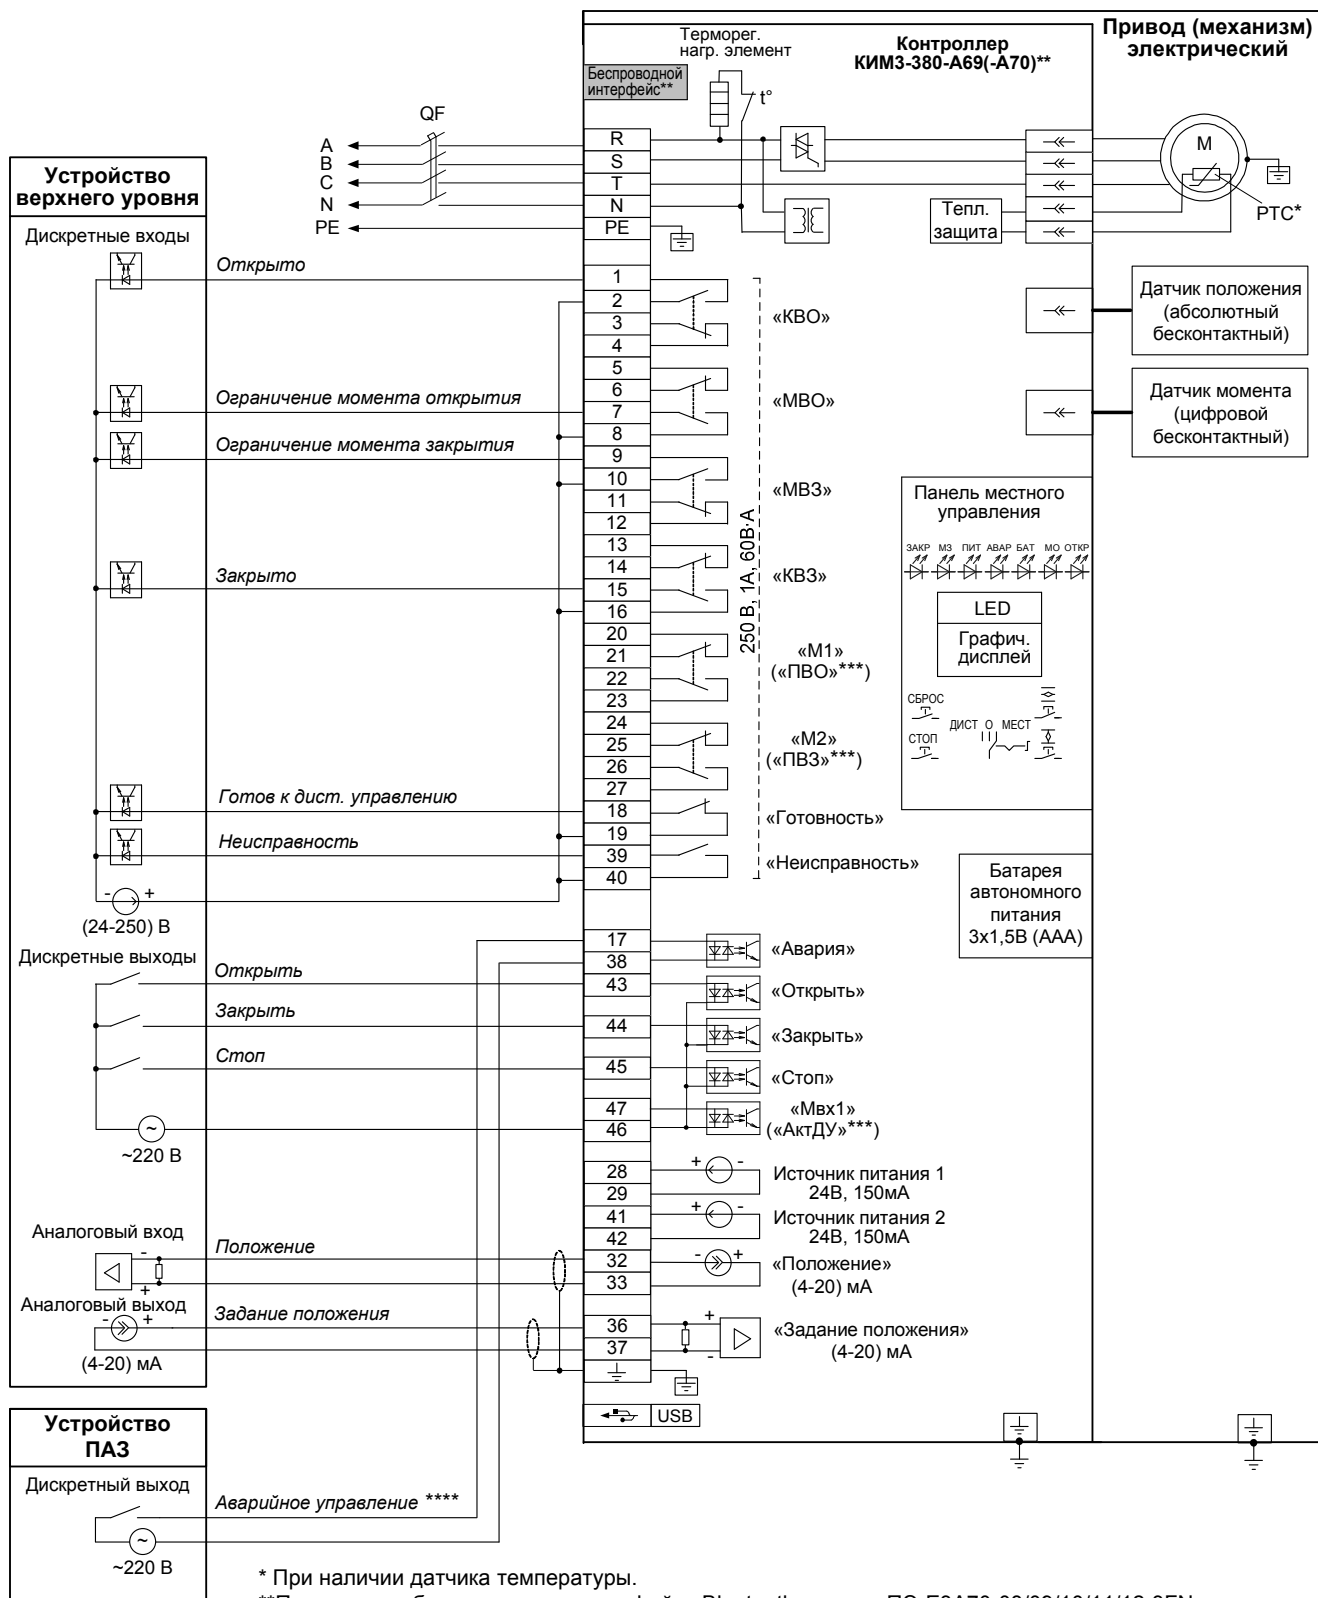 Привод (механизм)
электрический
Контроллер
КИМ3-380-А69(-А70)**
Терморег.
нагр. элемент
Беспроводной
интерфейс**
t°
QF
A
B
C
N
PE
R
S
T
N
PE
M
PTC*
Тепл.
защита
Устройство
верхнего уровня
Дискретные входы
Открыто
1
2
3
4
«КВО»
Датчик положения
(абсолютный
бесконтактный)
5
6
7
8
«МВО»
Ограничение момента открытия
Датчик момента
(цифровой
бесконтактный)
Ограничение момента закрытия
9
10
11
12
«МВЗ»
Панель местного
управления
ЗАКР МЗ ПИТ АВАР БАТ МО ОТКР
LED
Графич.
дисплей
СБРОС
СТОП
ДИСТ О МЕСТ
Закрыто
13
14
15
16
«КВЗ»
250 В, 1А, 60В·А
20
21
22
23
«М1»
(«ПВО»***)
24
25
26
27
«М2»
(«ПВЗ»***)
Готов к дист. управлению
18
19
«Готовность»
Неисправность
39
40
«Неисправность»
- +
(24-250) В
Батарея
автономного
питания
3х1,5В (ААА)
Дискретные выходы
17
38
«Авария»
Открыть
43
«Открыть»
Закрыть
44
«Закрыть»
Стоп
45
«Стоп»
47
46
«Мвх1»
(«АктДУ»***)
~
~220 В
28
29
+ -
Источник питания 1
24В, 150мА
41
42
+ -
Источник питания 2
24В, 150мА
Аналоговый вход
-
+
Положение
32
33
- +
«Положение»
(4-20) мА
Аналоговый выход
- +
(4-20) мА
Задание положения
36
37
+
-
«Задание положения»
(4-20) мА
USB
Устройство
ПАЗ
Дискретный выход
Аварийное управление ****
~
~220 В
* При наличии датчика температуры.